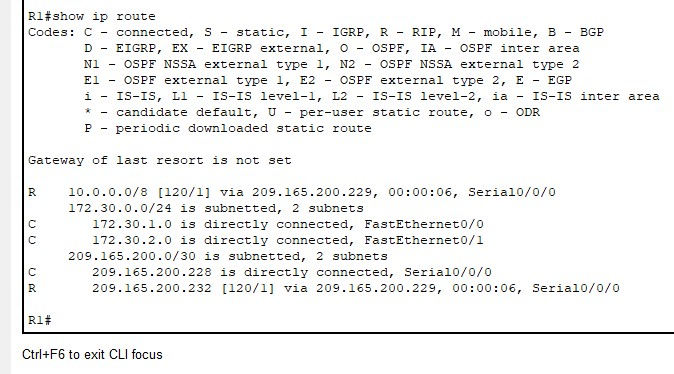 R1#show ip route
Codes: C - connected, S - static, I - IGRP, R - RIP, M - mobile, B - BGP
D - EIGRP, EX - EIGRP external, O - OSPF, IA - OSPF inter area
N1 - OSPF NSSA external type 1, N2 - OSPF NSSA external type 2
E1 - OSPF external type 1, E2 - OSPF external type 2, E - EGP
i - IS-IS, L1 - IS-IS level-1, L2 - IS-IS level-2, ia - IS-IS inter area
* - candidate default, U - per-user static route, o - ODR
P - periodic downloaded static route
Gateway of last resort is not set
R 10.0.0.0/8 [120/1] via 209.165.200.229, 00:00:06, Serial0/0/0
172.30.0.0/24 is subnetted, 2 subnets
C 172.30.1.0 is directly connected, FastEthernet0/0
C 172.30.2.0 is directly connected, FastEthernet0/1
209.165.200.0/30 is subnetted, 2 subnets
C 209.165.200.228 is directly connected, Serial0/0/0
R 209.165.200.232 [120/1] via 209.165.200.229, 00:00:06, Serial0/0/0
R1#
Ctrl+F6 to exit CLI focus